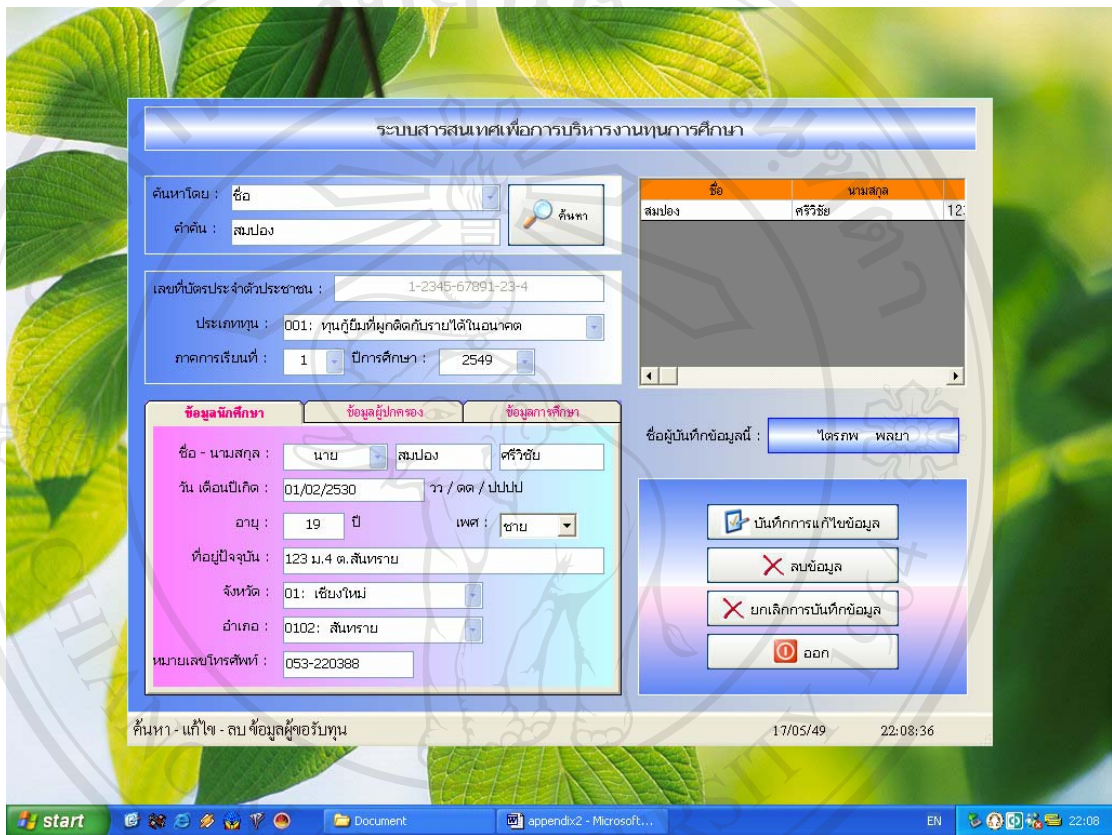 ระบบสารสนเทศเพื่อการบริหารงานทุนการศึกษา
ค้นหาโดย : ชื่อ
คำค้น : สมปอง
ค้นหา
ชื่อ นามสกุล
สมปอง ศรีวิชัย 12
เลขที่บัตรประจำตัวประชาชน : 1-2345-67891-23-4
ประเภททุน : 001: ทุนกู้ยืมที่ผูกติดกับรายได้ในอนาคต
ภาคการเรียนที่ : 1 ปีการศึกษา : 2549
ข้อมูลนักศึกษา ข้อมูลผู้ปกครอง ข้อมูลการศึกษา
ชื่อ - นามสกุล : นาย สมปอง ศรีวิชัย
วัน เดือนปีเกิด : 01/02/2530 วว / ดด / ปปปป
อายุ : 19 ปี เพศ : ชาย
ที่อยู่ปัจจุบัน : 123 ม.4 ต.สันทราย
จังหวัด : 01: เชียงใหม่
อำเภอ : 0102: สันทราย
หมายเลขโทรศัพท์ : 053-220388
ชื่อผู้บันทึกข้อมูลนี้ : ไตรภพ พลยา
บันทึกการแก้ไขข้อมูล
ลบข้อมูล
ยกเลิกการบันทึกข้อมูล
ออก
ค้นหา - แก้ไข - ลบ ข้อมูลผู้ขอรับทุน 17/05/49 22:08:36
start Document appendix2 - Microsoft... EN 22:08